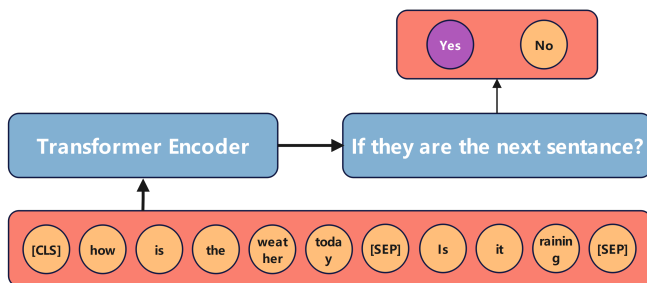 Yes No
Transformer Encoder
If they are the next sentance?
[CLS] how is the weat
her toda
y [SEP] Is it rainin
g [SEP]